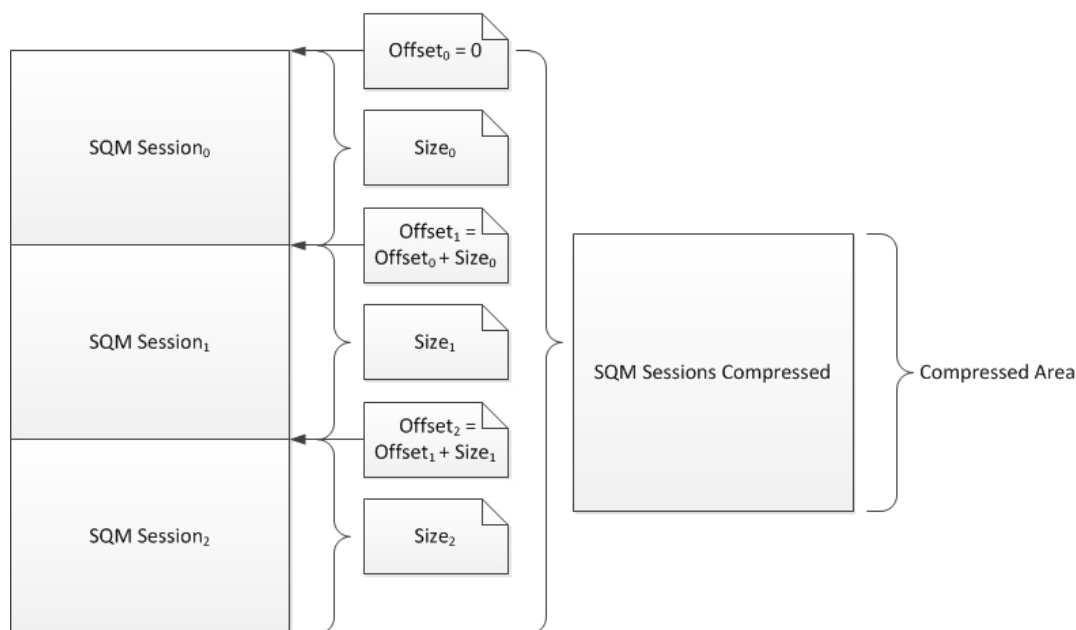 Offset₀ = 0
SQM Session₀
Size₀
Offset₁ =
Offset₀ + Size₀
SQM Session₁
Size₁
SQM Sessions Compressed
Compressed Area
Offset₂ =
Offset₁ + Size₁
SQM Session₂
Size₂